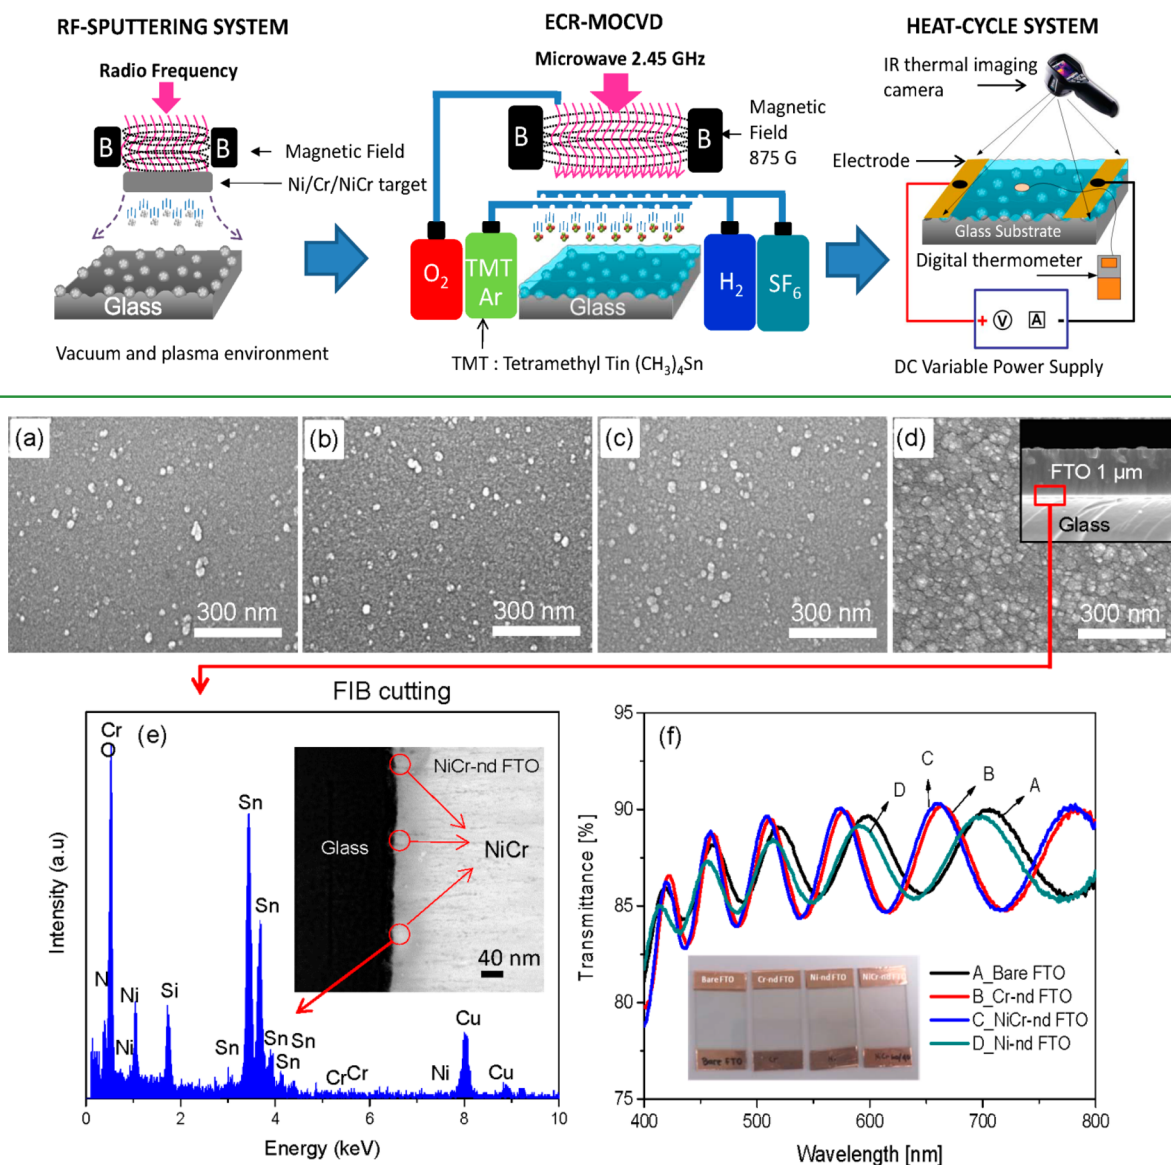 RF-SPUTTERING SYSTEM
Radio Frequency
B
B
Magnetic Field
Ni/Cr/NiCr target
Glass
Vacuum and plasma environment
ECR-MOCVD
Microwave 2.45 GHz
B
B
Magnetic
Field
875 G
O2
TMT
Ar
Glass
H2
SF6
TMT : Tetramethyl Tin (CH3)4Sn
HEAT-CYCLE SYSTEM
IR thermal imaging
camera
Electrode
Glass Substrate
Digital thermometer
+ V A -
DC Variable Power Supply
(a)
300 nm
(b)
300 nm
(c)
300 nm
(d)
FTO 1 μm
Glass
300 nm
FIB cutting
(e)
Cr
O
N
Ni
Ni
Si
Sn
Sn
Sn
Sn
Sn
Sn
Cr
Cr
Ni
Cu
Cu
Glass
NiCr-nd FTO
NiCr
40 nm
Intensity (a.u)
0 2 4 6 8 10
Energy (keV)
(f)
95
90
85
80
75
Transmittance [%]
D
C
B
A
Bare FTO
Cr-nd FTO
Ni-nd FTO
NiCr-nd FTO
Bare FTO
A_Bare FTO
B_Cr-nd FTO
C_NiCr-nd FTO
D_Ni-nd FTO
400 500 600 700 800
Wavelength [nm]